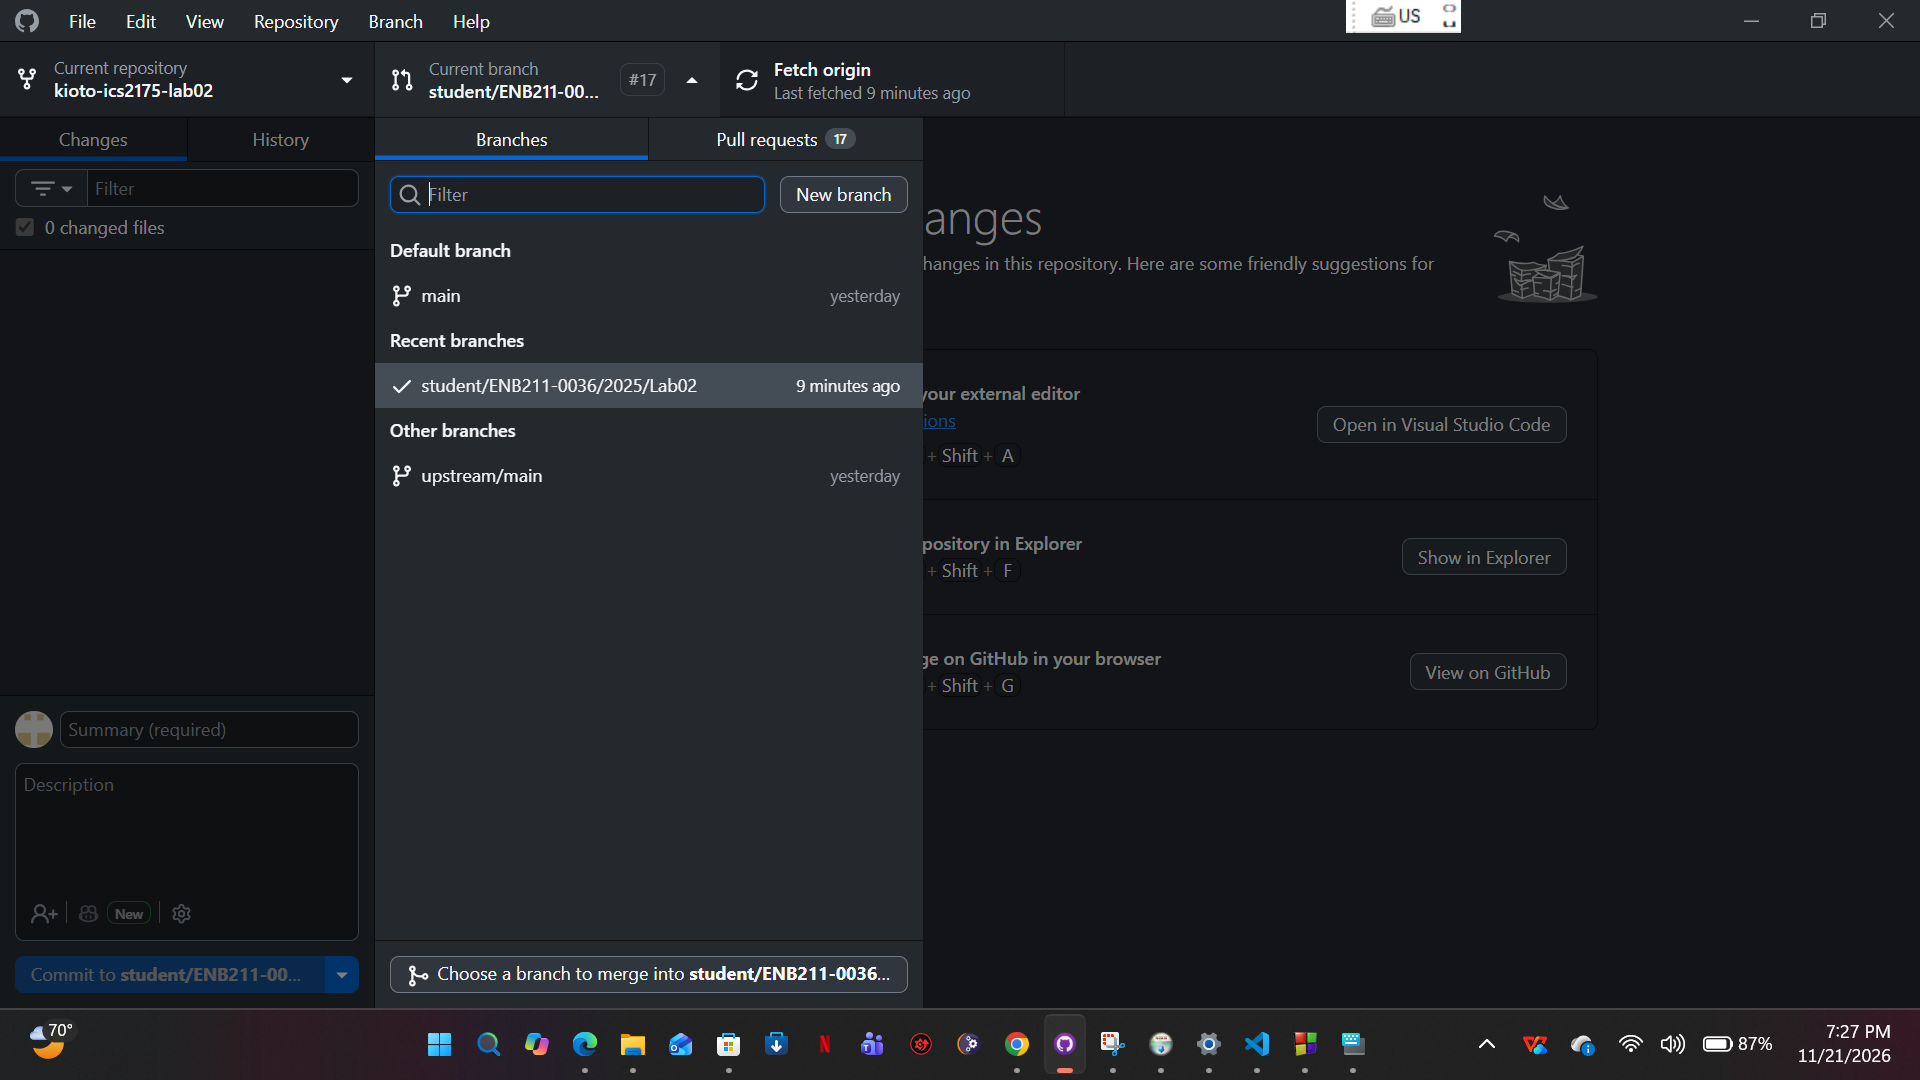 File Edit View Repository Branch Help
US
Current repository
kioto-ics2175-lab02
Current branch
student/ENB211-00...
#17
Fetch origin
Last fetched 9 minutes ago
Changes
History
Branches
Pull requests 17
Filter
Filter
New branch
0 changed files
Default branch
main
yesterday
Recent branches
student/ENB211-0036/2025/Lab02
9 minutes ago
Other branches
upstream/main
yesterday
anges
hanges in this repository. Here are some friendly suggestions for
your external editor
ions
+ Shift + A
Open in Visual Studio Code
pository in Explorer
+ Shift + F
Show in Explorer
ge on GitHub in your browser
+ Shift + G
View on GitHub
Summary (required)
Description
New
Commit to student/ENB211-00...
Choose a branch to merge into student/ENB211-0036...
70°
87%
7:27 PM
11/21/2026